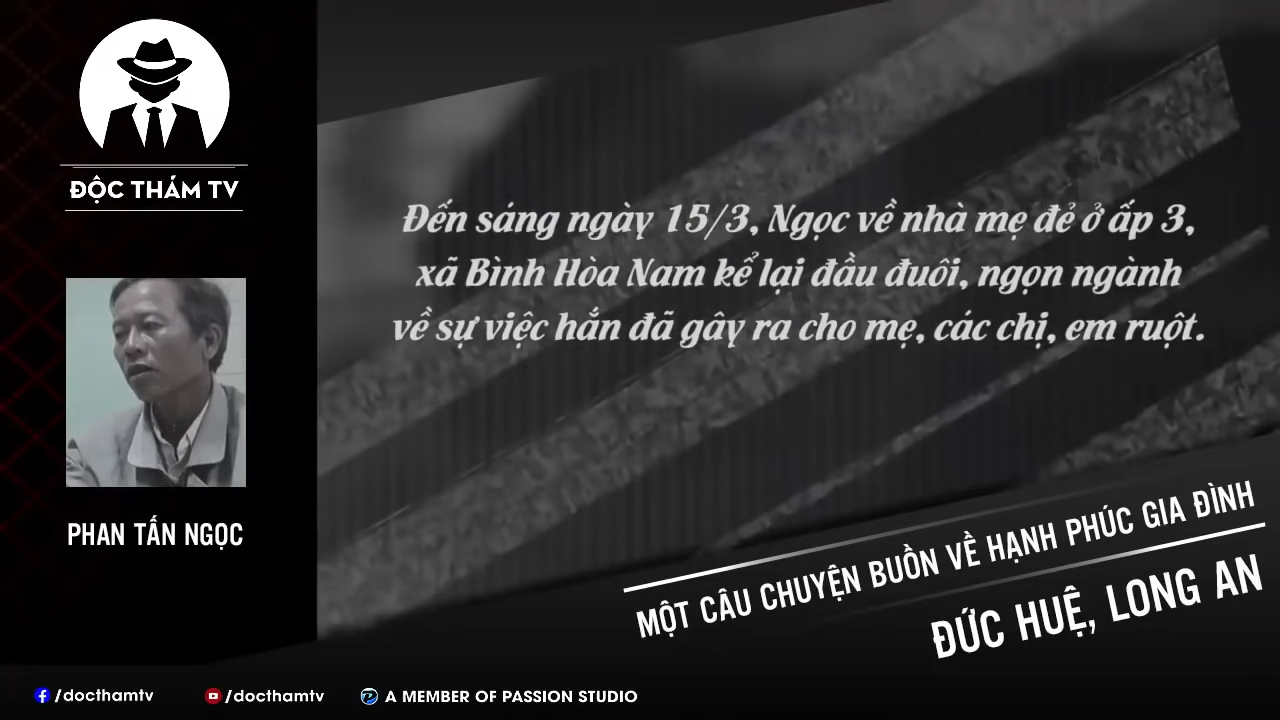 ĐỘC THÁM TV
PHAN TẤN NGỌC
Đến sáng ngày 15/3, Ngọc về nhà mẹ đẻ ở ấp 3,
xã Bình Hòa Nam kể lại đầu đuôi, ngọn ngành
về sự việc hắn đã gây ra cho mẹ, các chị, em ruột.
MỘT CÂU CHUYỆN BUỒN VỀ HẠNH PHÚC GIA ĐÌNH
ĐỨC HUỆ, LONG AN
/docthamtv /docthamtv A MEMBER OF PASSION STUDIO